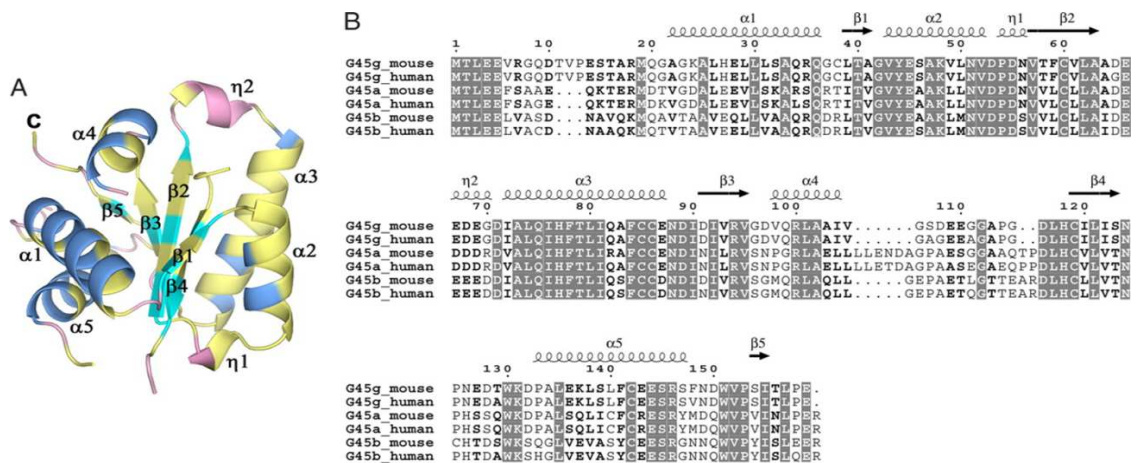 A
C
η2
α4
α3
β2
β5
β3
α1
β1
α2
β4
α5
η1
B
α1 β1 α2 η1 β2
1 10 20 30 40 50 60
G45g_mouse MTLEEVRGQDTVPESTARMQGAGKALHELLLSAQRQGCLTAGVYESAKVLNVDPDNVTFCVLAADE
G45g_human MTLEEVRGQDTVPESTARMQGAGKALHELLLSAQRQGCLTAGVYESAKVLNVDPDNVTFCVLAAGE
G45a_mouse MTLEEFSAAE...QKTERMDTVGDALEEVLSKARSQRTITVGVYEAAKLLNVDPDNVVLCLLAADE
G45a_human MTLEEFSAGE...QKTERMDKVGDALEEVLSKALSQRTITVGVYEAAKLLNVDPDNVVLCLLAADE
G45b_mouse MTLEELVASD...NAVQKMQAVTAAVEQLLVAAQRQDRLTVGVYESAKLMNVDPDSVVLCLLAIDE
G45b_human MTLEELVACD...NAAQKMQTVTAAVEELLVAAQRQDRLTVGVYESAKLMNVDPDSVVLCLLAIDE
η2 α3 β3 α4 β4
70 80 90 100 110 120
G45g_mouse EDEGDIALQIHFTLIQAFCCENDIDIVRVGDVQRLAAIV....GSDEEGGAPG..DLHCILISN
G45g_human EDEGDIALQIHFTLIQAFCCENDIDIVRVGDVQRLAAIV....GAGEEAGAPG..DLHCILISN
G45a_mouse DDDRDVALQIHFTLIRAFCCENDINILRVSNPGRLAELLLLENDAGPAESGGAAQTPDLHCVLVTN
G45a_human DDDRDVALQIHFTLIQAFCCENDINILRVSNPGRLAELLLLETDAGPAASEGAEQPPDLHCVLVTN
G45b_mouse EEEDDIALQIHFTLIQSFCCDNDIDIVRVSGMQRLAQLL....GEPAETLGTTEARDLHCLLVTN
G45b_human EEEDDIALQIHFTLIQSFCCDNDINIVRVSGMQRLAQLL....GEPAETQGTTEARDLHCLLVTN
α5 β5
130 140 150
G45g_mouse PNEDTWKDPALEKLSLFCEESRSFNDWVPSITLPE.
G45g_human PNEDAWKDPALEKLSLFCEESRSVNDWVPSITLPE.
G45a_mouse PHSSQWKDPALSQLICFCRESRYMDQWVPVINLPER
G45a_human PHSSQWKDPALSQLICFCRESRYMDQWVPVINLPER
G45b_mouse CHTDSWKSQGLVEVASYCEESRGNNQWVPYISLEER
G45b_human PHTDAWKSHGLVEVASYCEESRGNNQWVPYISLQER